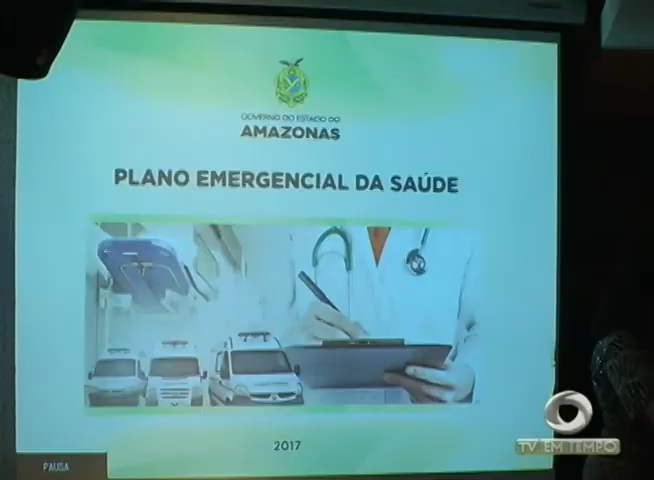 GOVERNO DO ESTADO DO
AMAZONAS
PLANO EMERGENCIAL DA SAÚDE
2017
PAUSA
TV EM TEMPO